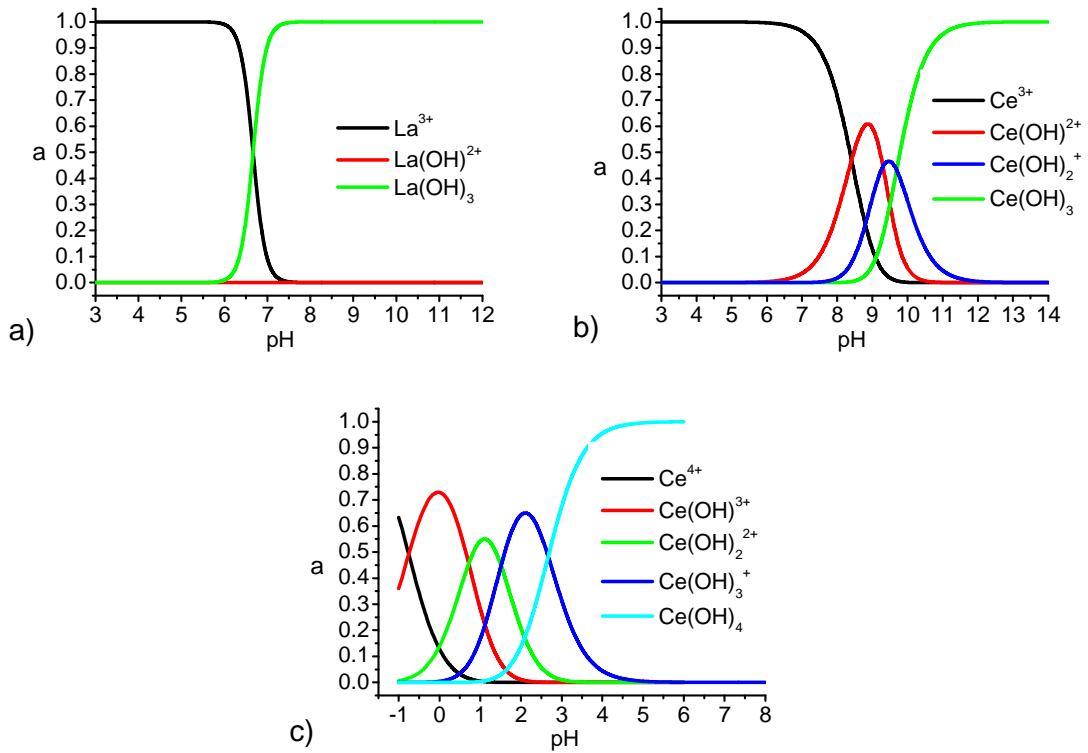 1.0
0.9
0.8
0.7
0.6
0.5
0.4
0.3
0.2
0.1
0.0
a
La³⁺
La(OH)²⁺
La(OH)₃
3 4 5 6 7 8 9 10 11 12
pH
a)
1.0
0.9
0.8
0.7
0.6
0.5
0.4
0.3
0.2
0.1
0.0
a
Ce³⁺
Ce(OH)²⁺
Ce(OH)₂⁺
Ce(OH)₃
3 4 5 6 7 8 9 10 11 12 13 14
pH
b)
1.0
0.9
0.8
0.7
0.6
0.5
0.4
0.3
0.2
0.1
0.0
a
Ce⁴⁺
Ce(OH)³⁺
Ce(OH)₂²⁺
Ce(OH)₃⁺
Ce(OH)₄
-1 0 1 2 3 4 5 6 7 8
pH
c)